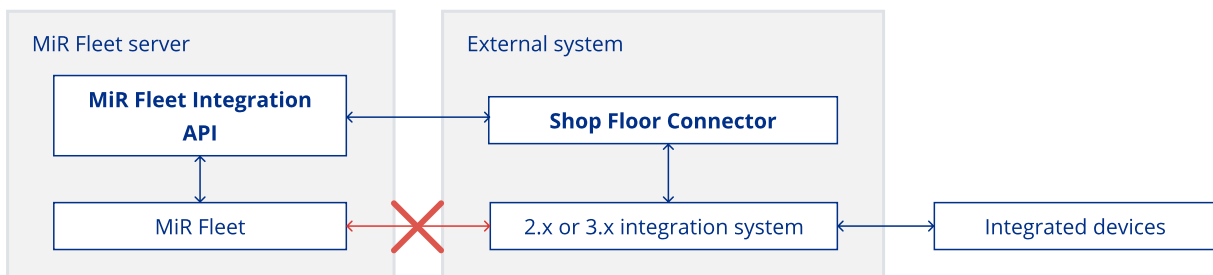 MiR Fleet server
External system
MiR Fleet Integration
API
Shop Floor Connector
MiR Fleet
2.x or 3.x integration system
Integrated devices